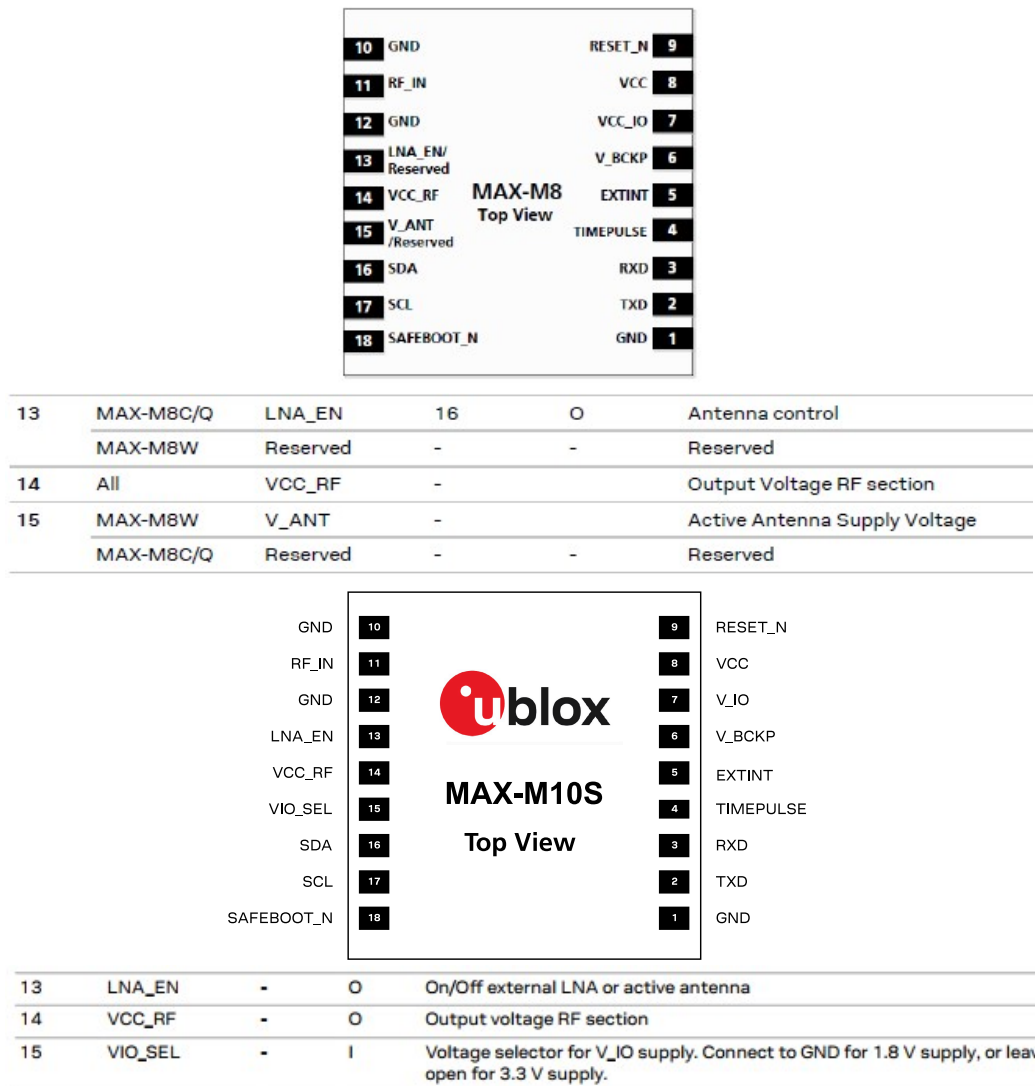 10 GND RESET_N 9
11 RF_IN VCC 8
12 GND VCC_IO 7
13 LNA_EN/ Reserved V_BCKP 6
14 VCC_RF MAX-M8 EXTINT 5
Top View
15 V_ANT /Reserved TIMEPULSE 4
16 SDA RXD 3
17 SCL TXD 2
18 SAFEBOOT_N GND 1
13 MAX-M8C/Q LNA_EN 16 O Antenna control
MAX-M8W Reserved - - Reserved
14 All VCC_RF - Output Voltage RF section
15 MAX-M8W V_ANT - Active Antenna Supply Voltage
MAX-M8C/Q Reserved - - Reserved
GND 10 9 RESET_N
RF_IN 11 8 VCC
GND 12 ublox 7 V_IO
LNA_EN 13 6 V_BCKP
VCC_RF 14 5 EXTINT
MAX-M10S
VIO_SEL 15 4 TIMEPULSE
SDA 16 Top View 3 RXD
SCL 17 2 TXD
SAFEBOOT_N 18 1 GND
13 LNA_EN - O On/Off external LNA or active antenna
14 VCC_RF - O Output voltage RF section
15 VIO_SEL - I Voltage selector for V_IO supply. Connect to GND for 1.8 V supply, or
open for 3.3 V supply.